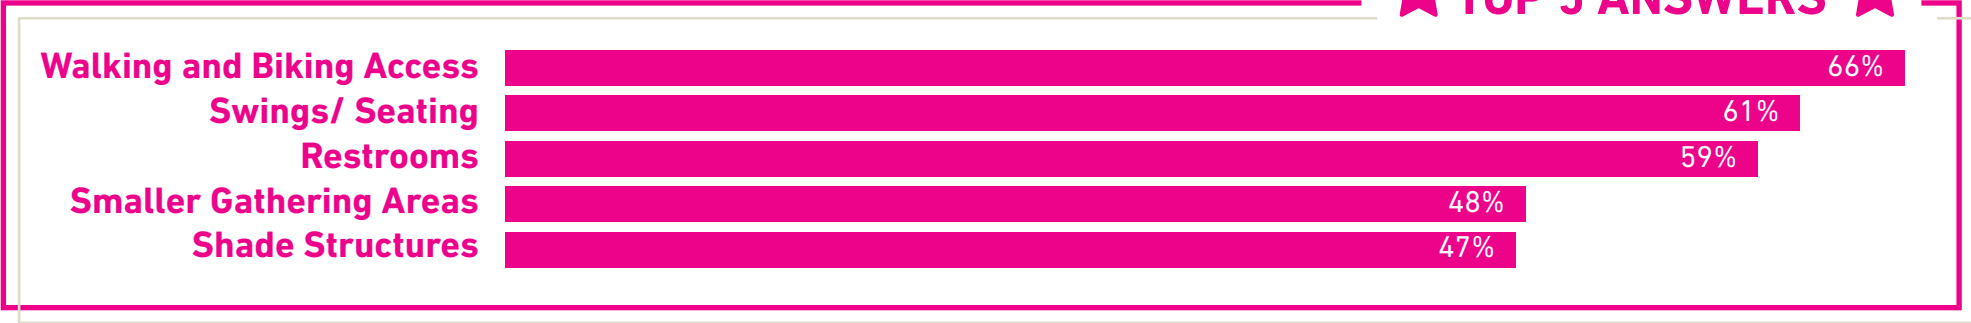 TOP 5 ANSWERS
Walking and Biking Access 66%
Swings/ Seating 61%
Restrooms 59%
Smaller Gathering Areas 48%
Shade Structures 47%